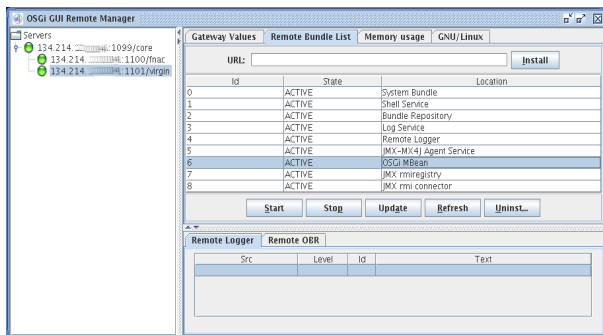 OSGi GUI Remote Manager
Servers
134.214. :1099/core
134.214. :1100/fnac
134.214. :1101/virgin
Gateway Values Remote Bundle List Memory usage GNU/Linux
URL: Install
Id State Location
0 ACTIVE System Bundle
1 ACTIVE Shell Service
2 ACTIVE Bundle Repository
3 ACTIVE Log Service
4 ACTIVE Remote Logger
5 ACTIVE JMX-MX4J Agent Service
6 ACTIVE OSGi MBean
7 ACTIVE JMX rmiregistry
8 ACTIVE JMX rmi connector
Start Stop Update Refresh Uninst...
Remote Logger Remote OBR
Src Level Id Text